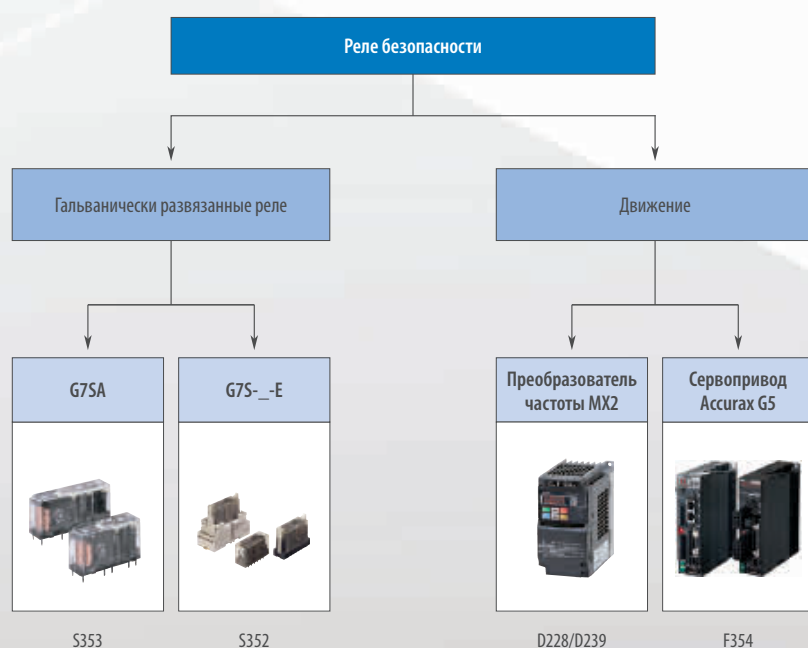 Реле безопасности
Гальванически развязанные реле
Движение
G7SA
G7S-_-E
Преобразователь
частоты MX2
Сервопривод
Accurax G5
S353
S352
D228/D239
F354